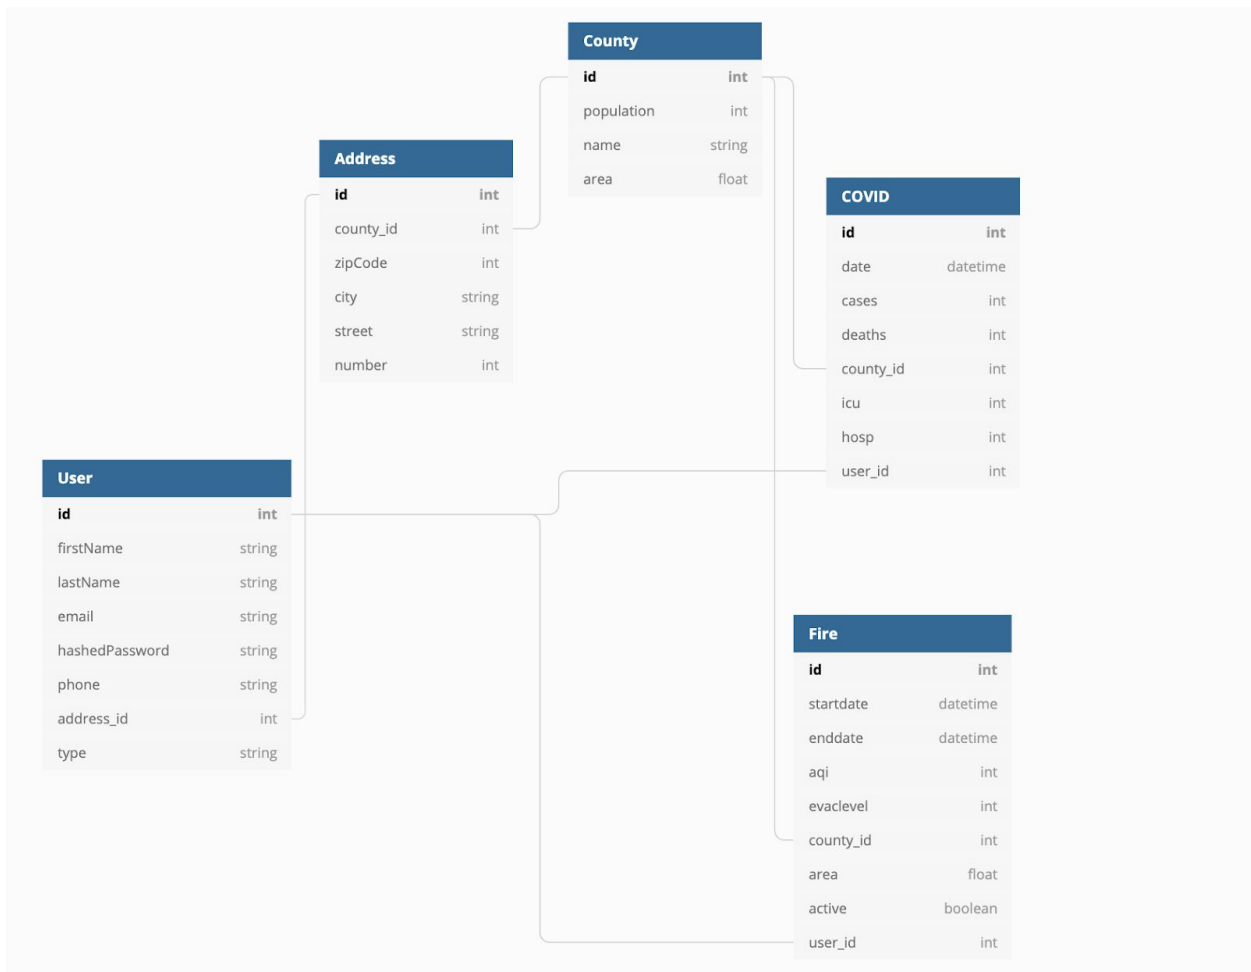 County
id int
population int
name string
area float
Address
id int
county_id int
zipCode int
city string
street string
number int
COVID
id int
date datetime
cases int
deaths int
county_id int
icu int
hosp int
user_id int
User
id int
firstName string
lastName string
email string
hashedPassword string
phone string
address_id int
type string
Fire
id int
startdate datetime
enddate datetime
aqi int
evaclevel int
county_id int
area float
active boolean
user_id int